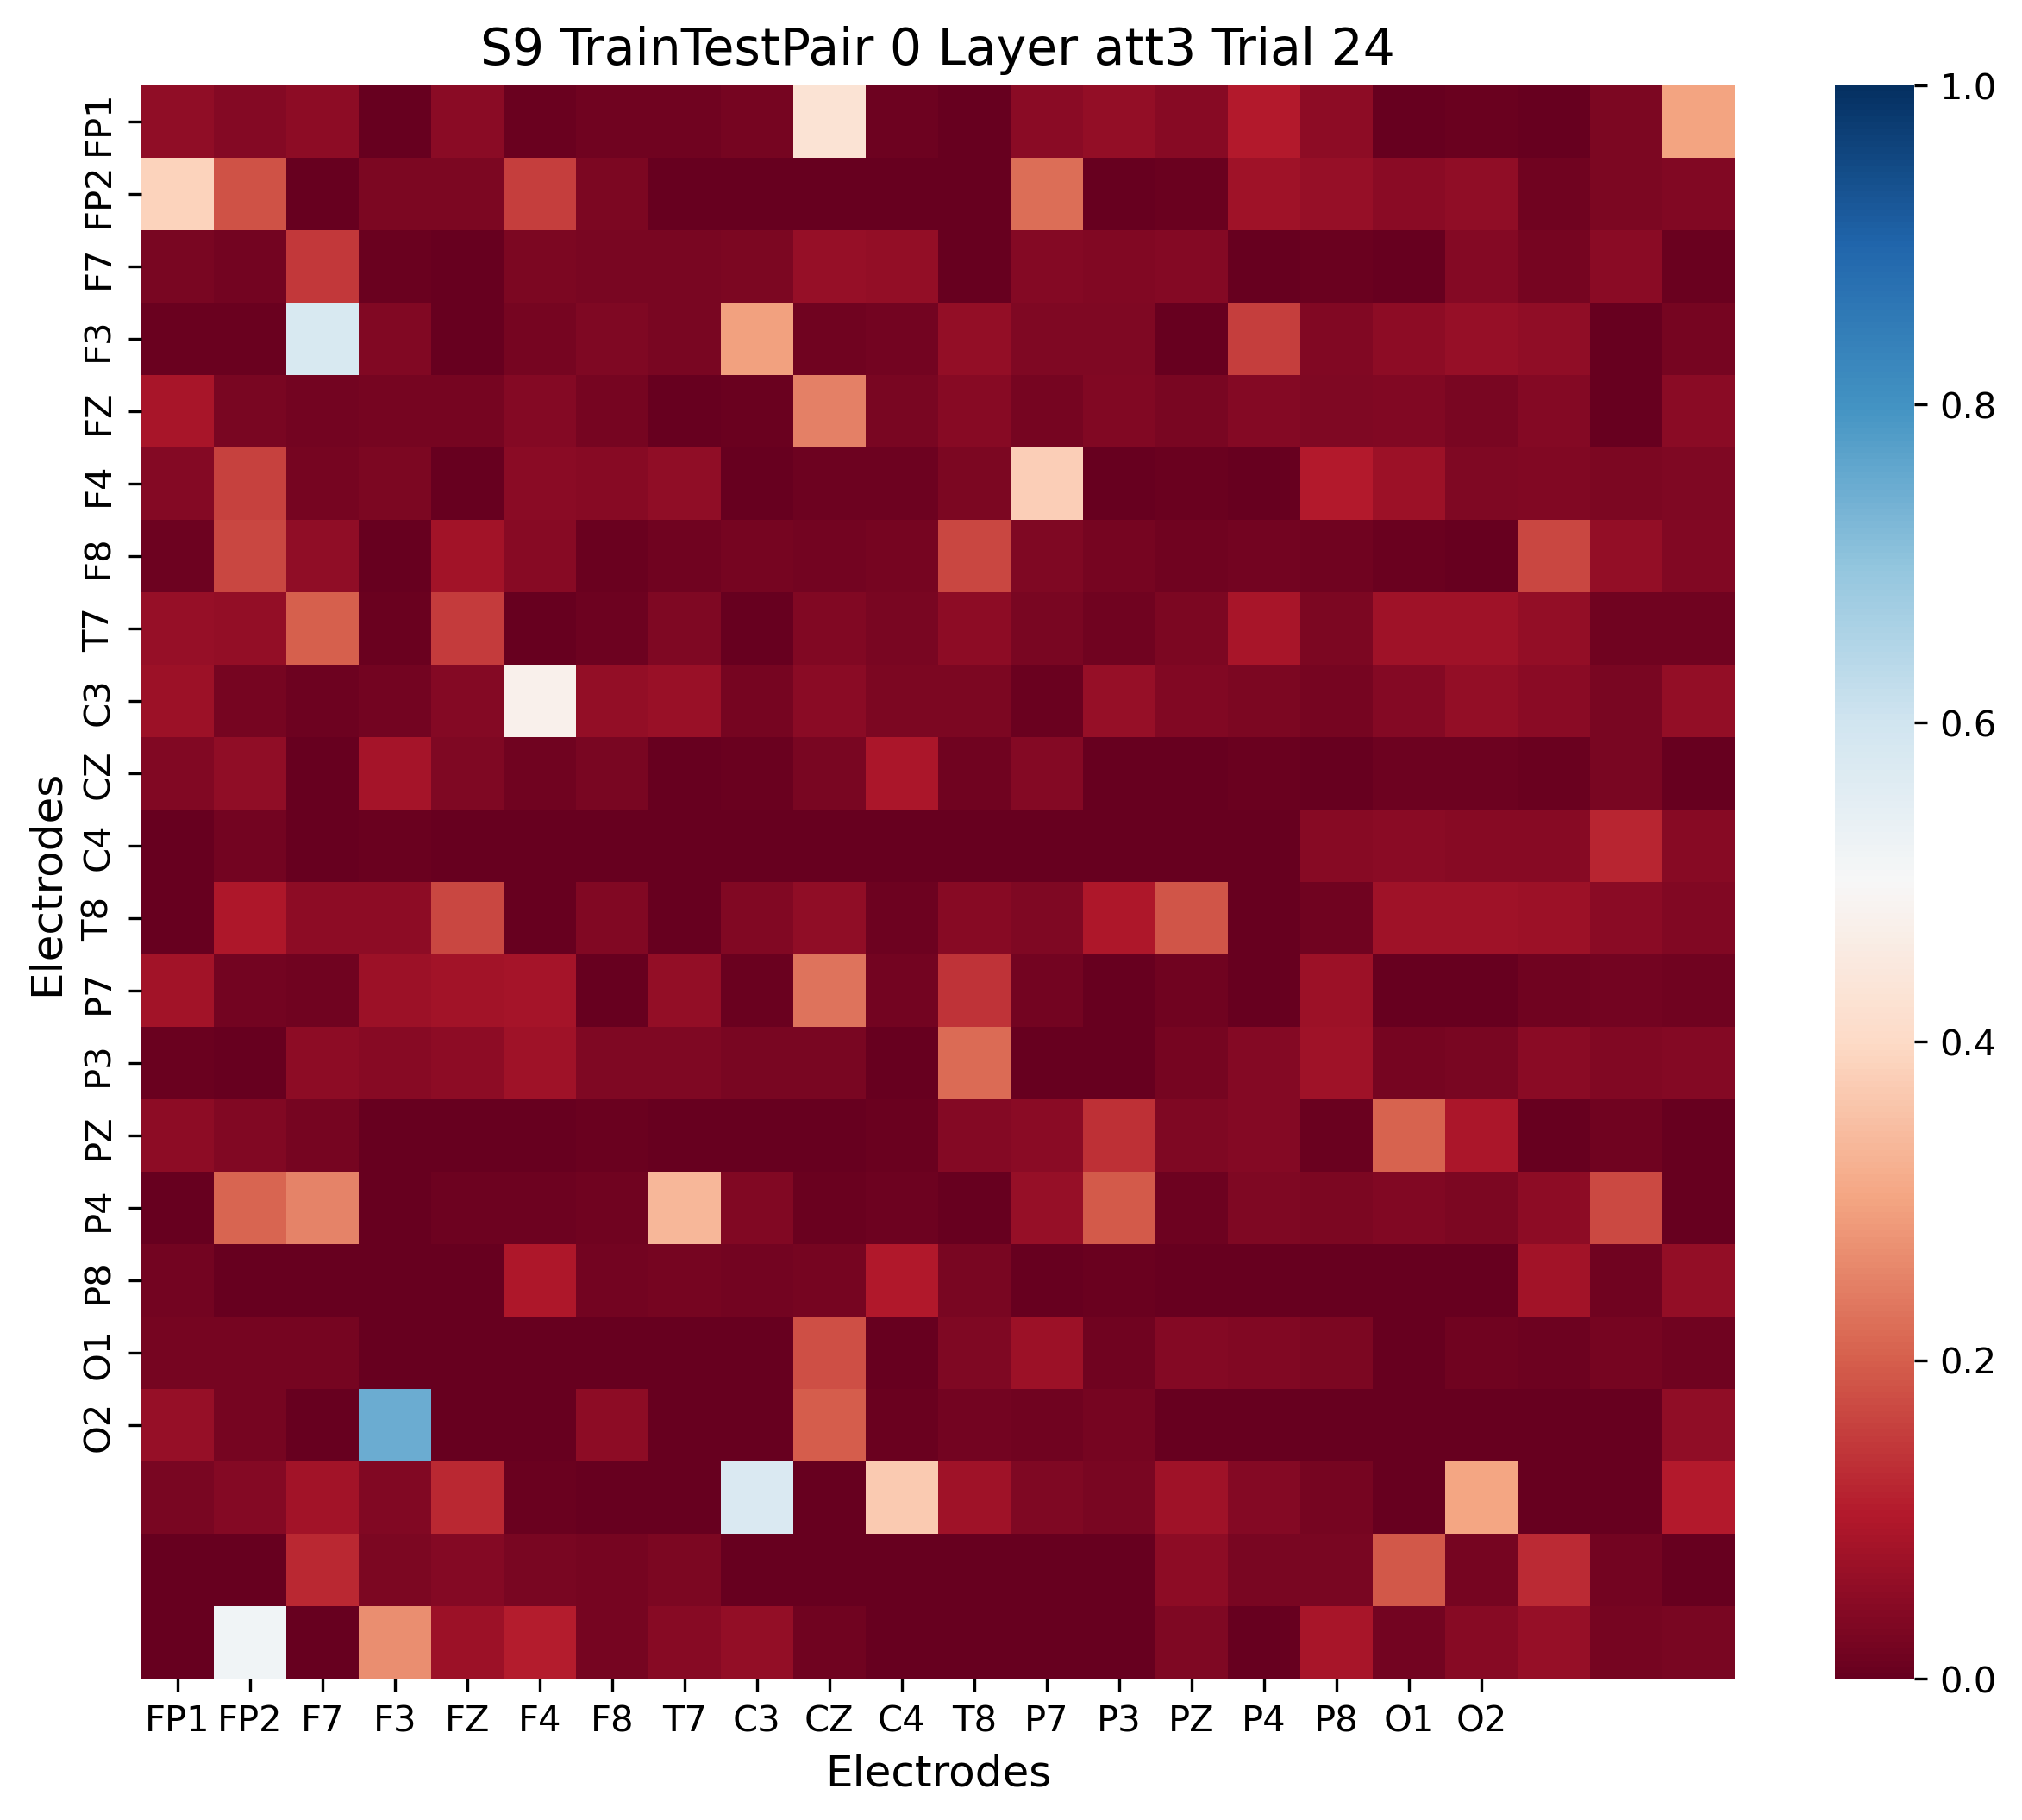 S9 TrainTestPair 0 Layer att3 Trial 24
Electrodes
FP1
FP2
F7
F3
FZ
F4
F8
T7
C3
CZ
C4
T8
P7
P3
PZ
P4
P8
O1
O2
FP1 FP2 F7 F3 FZ F4 F8 T7 C3 CZ C4 T8 P7 P3 PZ P4 P8 O1 O2
Electrodes
1.0
0.8
0.6
0.4
0.2
0.0